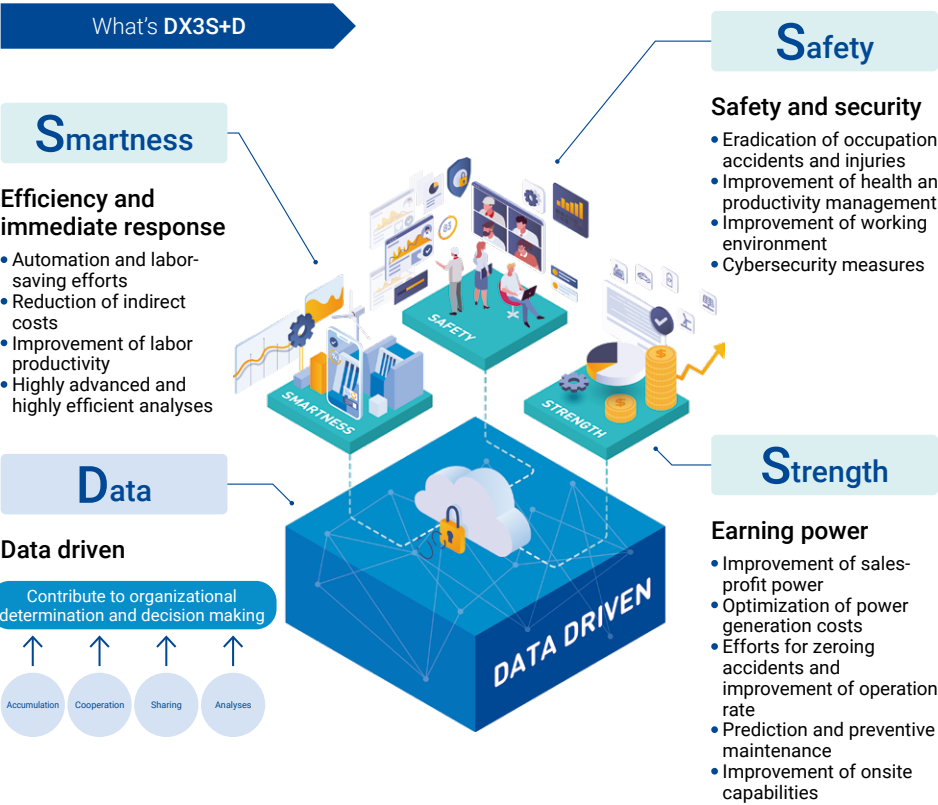 What's DX3S+D
Smartness
Efficiency and
immediate response
• Automation and labor-
saving efforts
• Reduction of indirect
costs
• Improvement of labor
productivity
• Highly advanced and
highly efficient analyses
Safety
Safety and security
• Eradication of occupation
accidents and injuries
• Improvement of health an
productivity management
• Improvement of working
environment
• Cybersecurity measures
SAFETY
SMARTNESS
STRENGTH
DATA DRIVEN
Data
Data driven
Contribute to organizational
determination and decision making
Accumulation
Cooperation
Sharing
Analyses
Strength
Earning power
• Improvement of sales-
profit power
• Optimization of power
generation costs
• Efforts for zeroing
accidents and
improvement of operation
rate
• Prediction and preventive
maintenance
• Improvement of onsite
capabilities